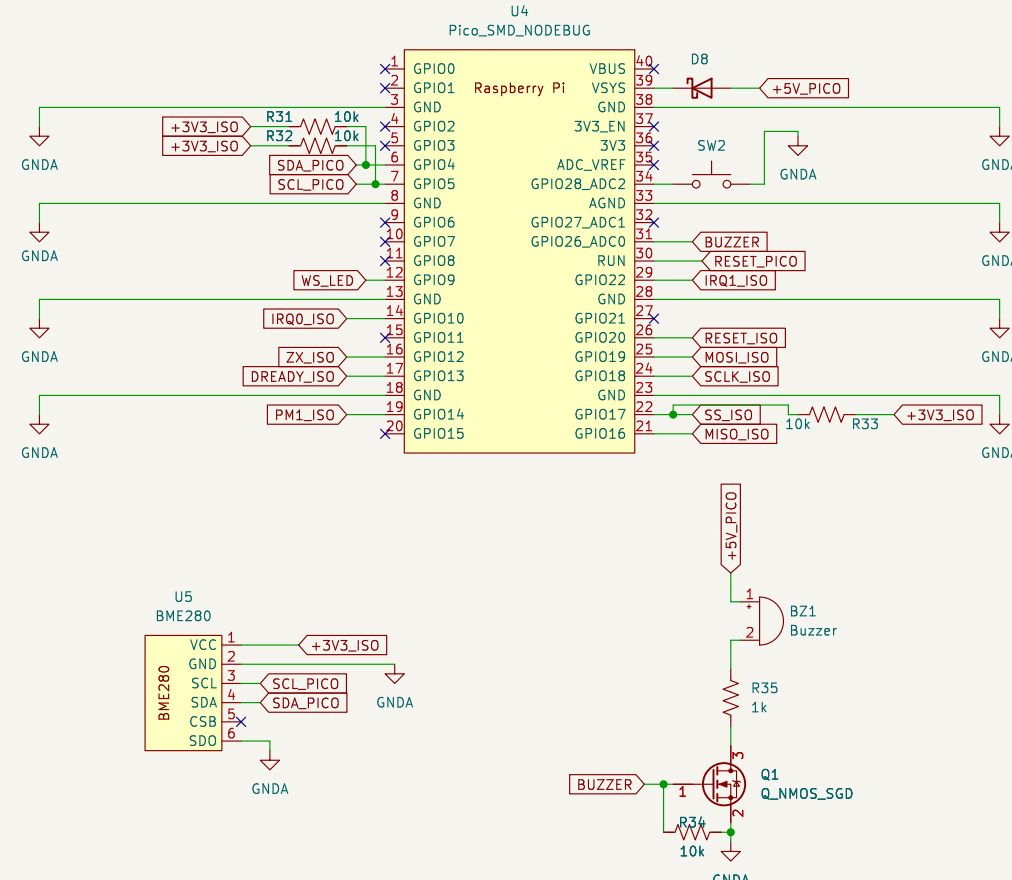 U4
Pico_SMD_NODEBUG
Raspberry Pi
1 GPIO0
2 GPIO1
3 GND
4 GPIO2
5 GPIO3
6 GPIO4
7 GPIO5
8 GND
9 GPIO6
10 GPIO7
11 GPIO8
12 GPIO9
13 GND
14 GPIO10
15 GPIO11
16 GPIO12
17 GPIO13
18 GND
19 GPIO14
20 GPIO15
VBUS 40
VSYS 39
GND 38
3V3_EN 37
3V3 36
ADC_VREF 35
GPIO28_ADC2 34
AGND 33
GPIO27_ADC1 32
GPIO26_ADC0 31
RUN 30
GPIO22 29
GND 28
GPIO21 27
GPIO20 26
GPIO19 25
GPIO18 24
GND 23
GPIO17 22
GPIO16 21
GNDA
+3V3_ISO R31 10k
+3V3_ISO R32 10k
SDA_PICO
SCL_PICO
GNDA
WS_LED
IRQ0_ISO
GNDA
ZX_ISO
DREADY_ISO
PM1_ISO
GNDA
D8
+5V_PICO
GNDA
SW2
GNDA
BUZZER
RESET_PICO
GNDA
IRQ1_ISO
RESET_ISO
MOSI_ISO
GNDA
SCLK_ISO
SS_ISO
10k R33
+3V3_ISO
MISO_ISO
GNDA
U5
BME280
BME280
VCC 1
GND 2
SCL 3
SDA 4
CSB 5
SDO 6
+3V3_ISO
GNDA
SCL_PICO
SDA_PICO
GNDA
+5V_PICO
1
+
2
BZ1
Buzzer
R35
1k
3
Q1
Q_NMOS_SGD
BUZZER
1
2
R34
10k
GNDA